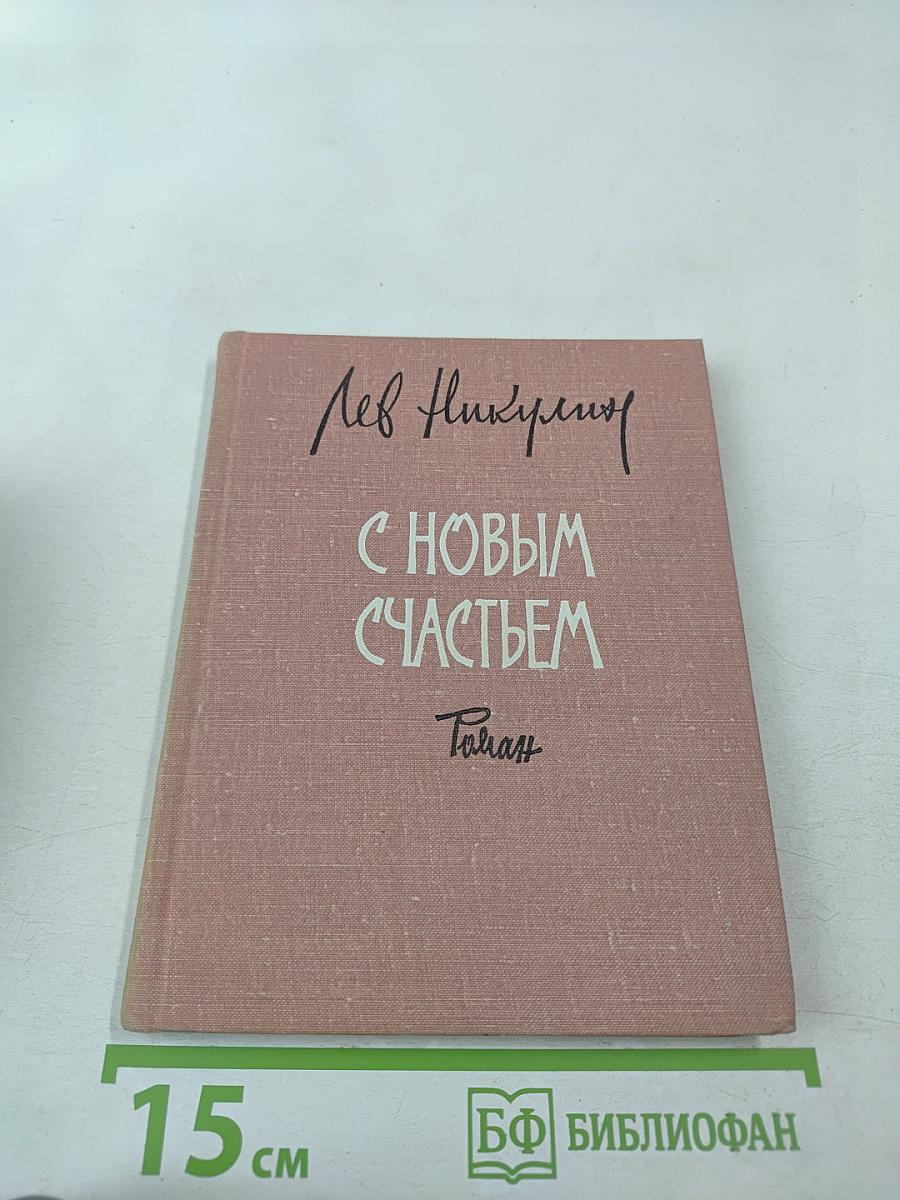 Лев Никулин
С НОВЫМ
СЧАСТЬЕМ
Роман
15 см
БФ БИБЛИОФАН